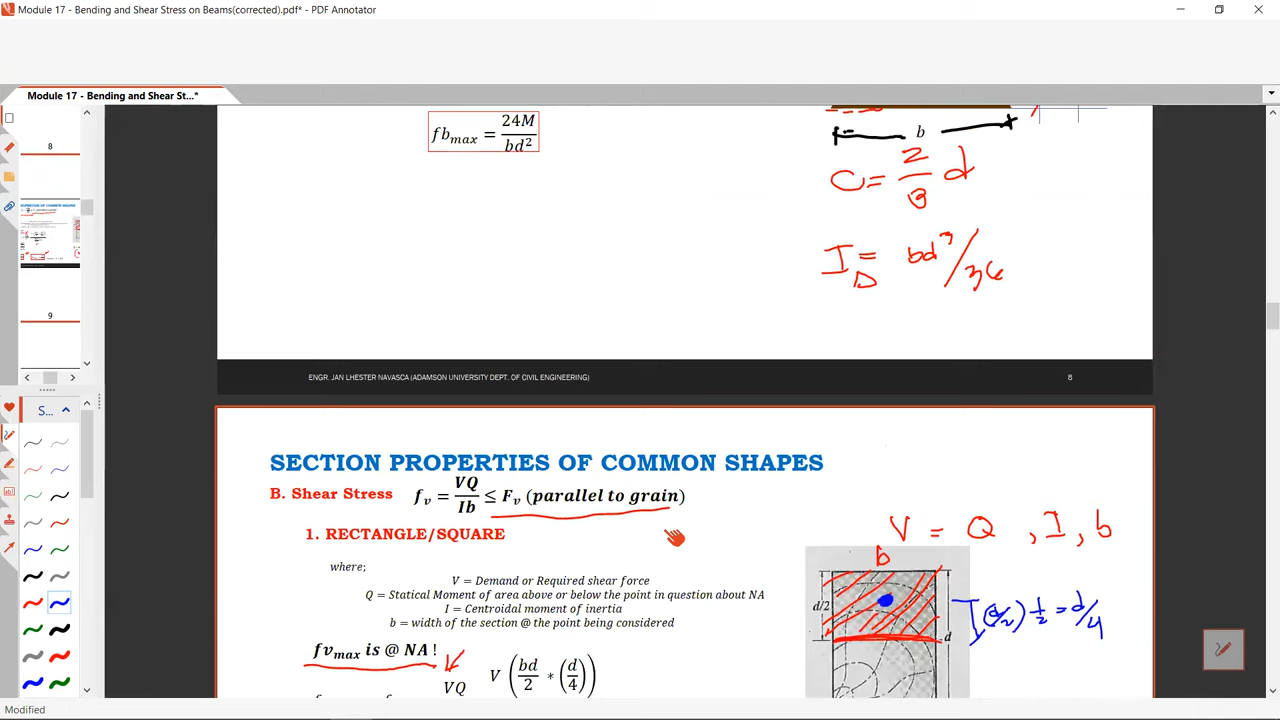 Module 17 - Bending and Shear Stress on Beams(corrected).pdf* - PDF Annotator
Module 17 - Bending and Shear St...*
8
9
S...
fb_max = 24M / bd²
b
C = 2/3 d
I_Δ = bd³/36
ENGR. JAN LHESTER NAVASCA (ADAMSON UNIVERSITY DEPT. OF CIVIL ENGINEERING)
8
SECTION PROPERTIES OF COMMON SHAPES
B. Shear Stress f_v = VQ / Ib ≤ F_v (parallel to grain)
1. RECTANGLE/SQUARE
V = Q , I, b
where;
V = Demand or Required shear force
Q = Statical Moment of area above or below the point in question about NA
I = Centroidal moment of inertia
b = width of the section @ the point being considered
b
d/2
d
(d/2) 1/2 = d/4
fv_max is @ NA !
VQ
V (bd/2 * (d/4))
Modified